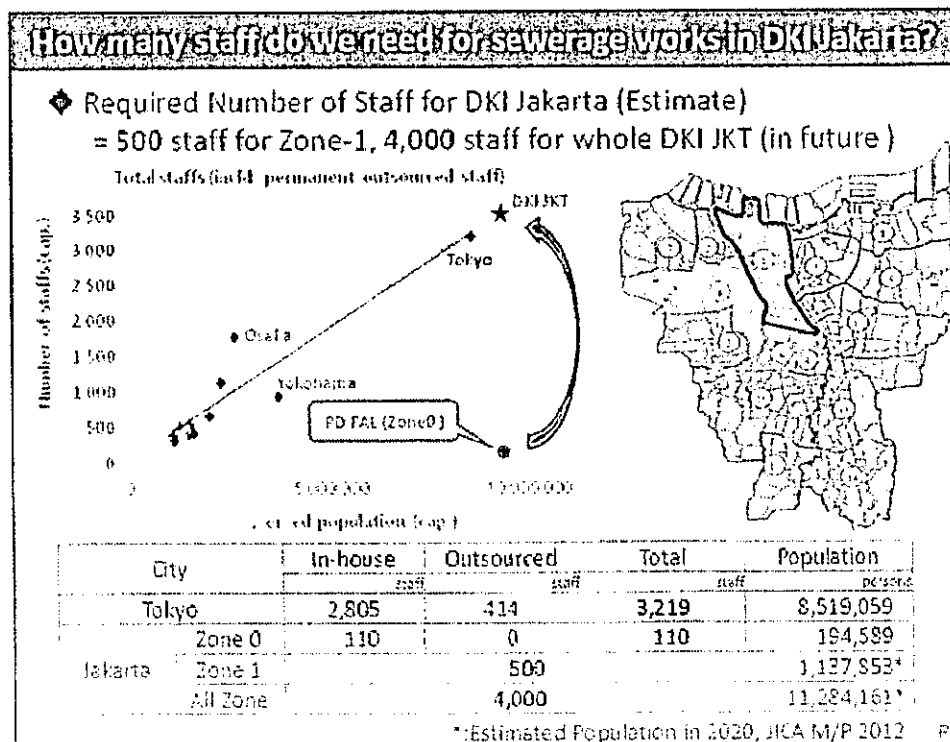 How many staff do we need for sewerage works in DKI Jakarta?
Required Number of Staff for DKI Jakarta (Estimate)
= 500 staff for Zone-1, 4,000 staff for whole DKI JKT (in future )
Total staffs (includ. permanent outsourced staff)
Number of staffs (cap.)
3 500
3 000
2 500
2 000
1 500
1 000
500
0
DKI JKT
Tokyo
Osaka
Yokohama
PD PAL (Zone0)
0
5 000 000
10 000 000
served population (cap.)
City In-house Outsourced Total Population
staff staff staff persons
Tokyo 2,805 414 3,219 8,519,059
Jakarta Zone 0 110 0 110 194,589
Zone 1 500 1,137,853*
All Zone 4,000 11,284,161*
*:Estimated Population in 2020, JICA M/P 2012